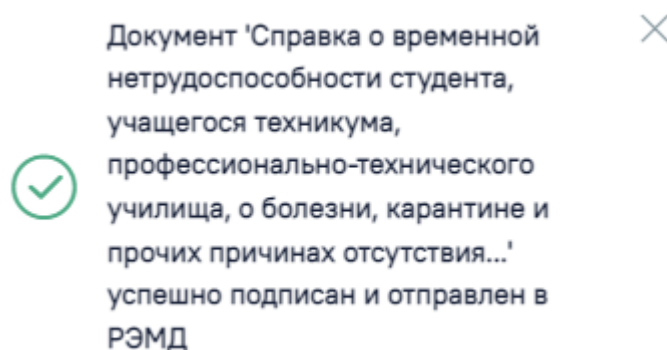 Документ 'Справка о временной
нетрудоспособности студента,
учащегося техникума,
профессионально-технического
училища, о болезни, карантине и
прочих причинах отсутствия...'
успешно подписан и отправлен в
РЭМД